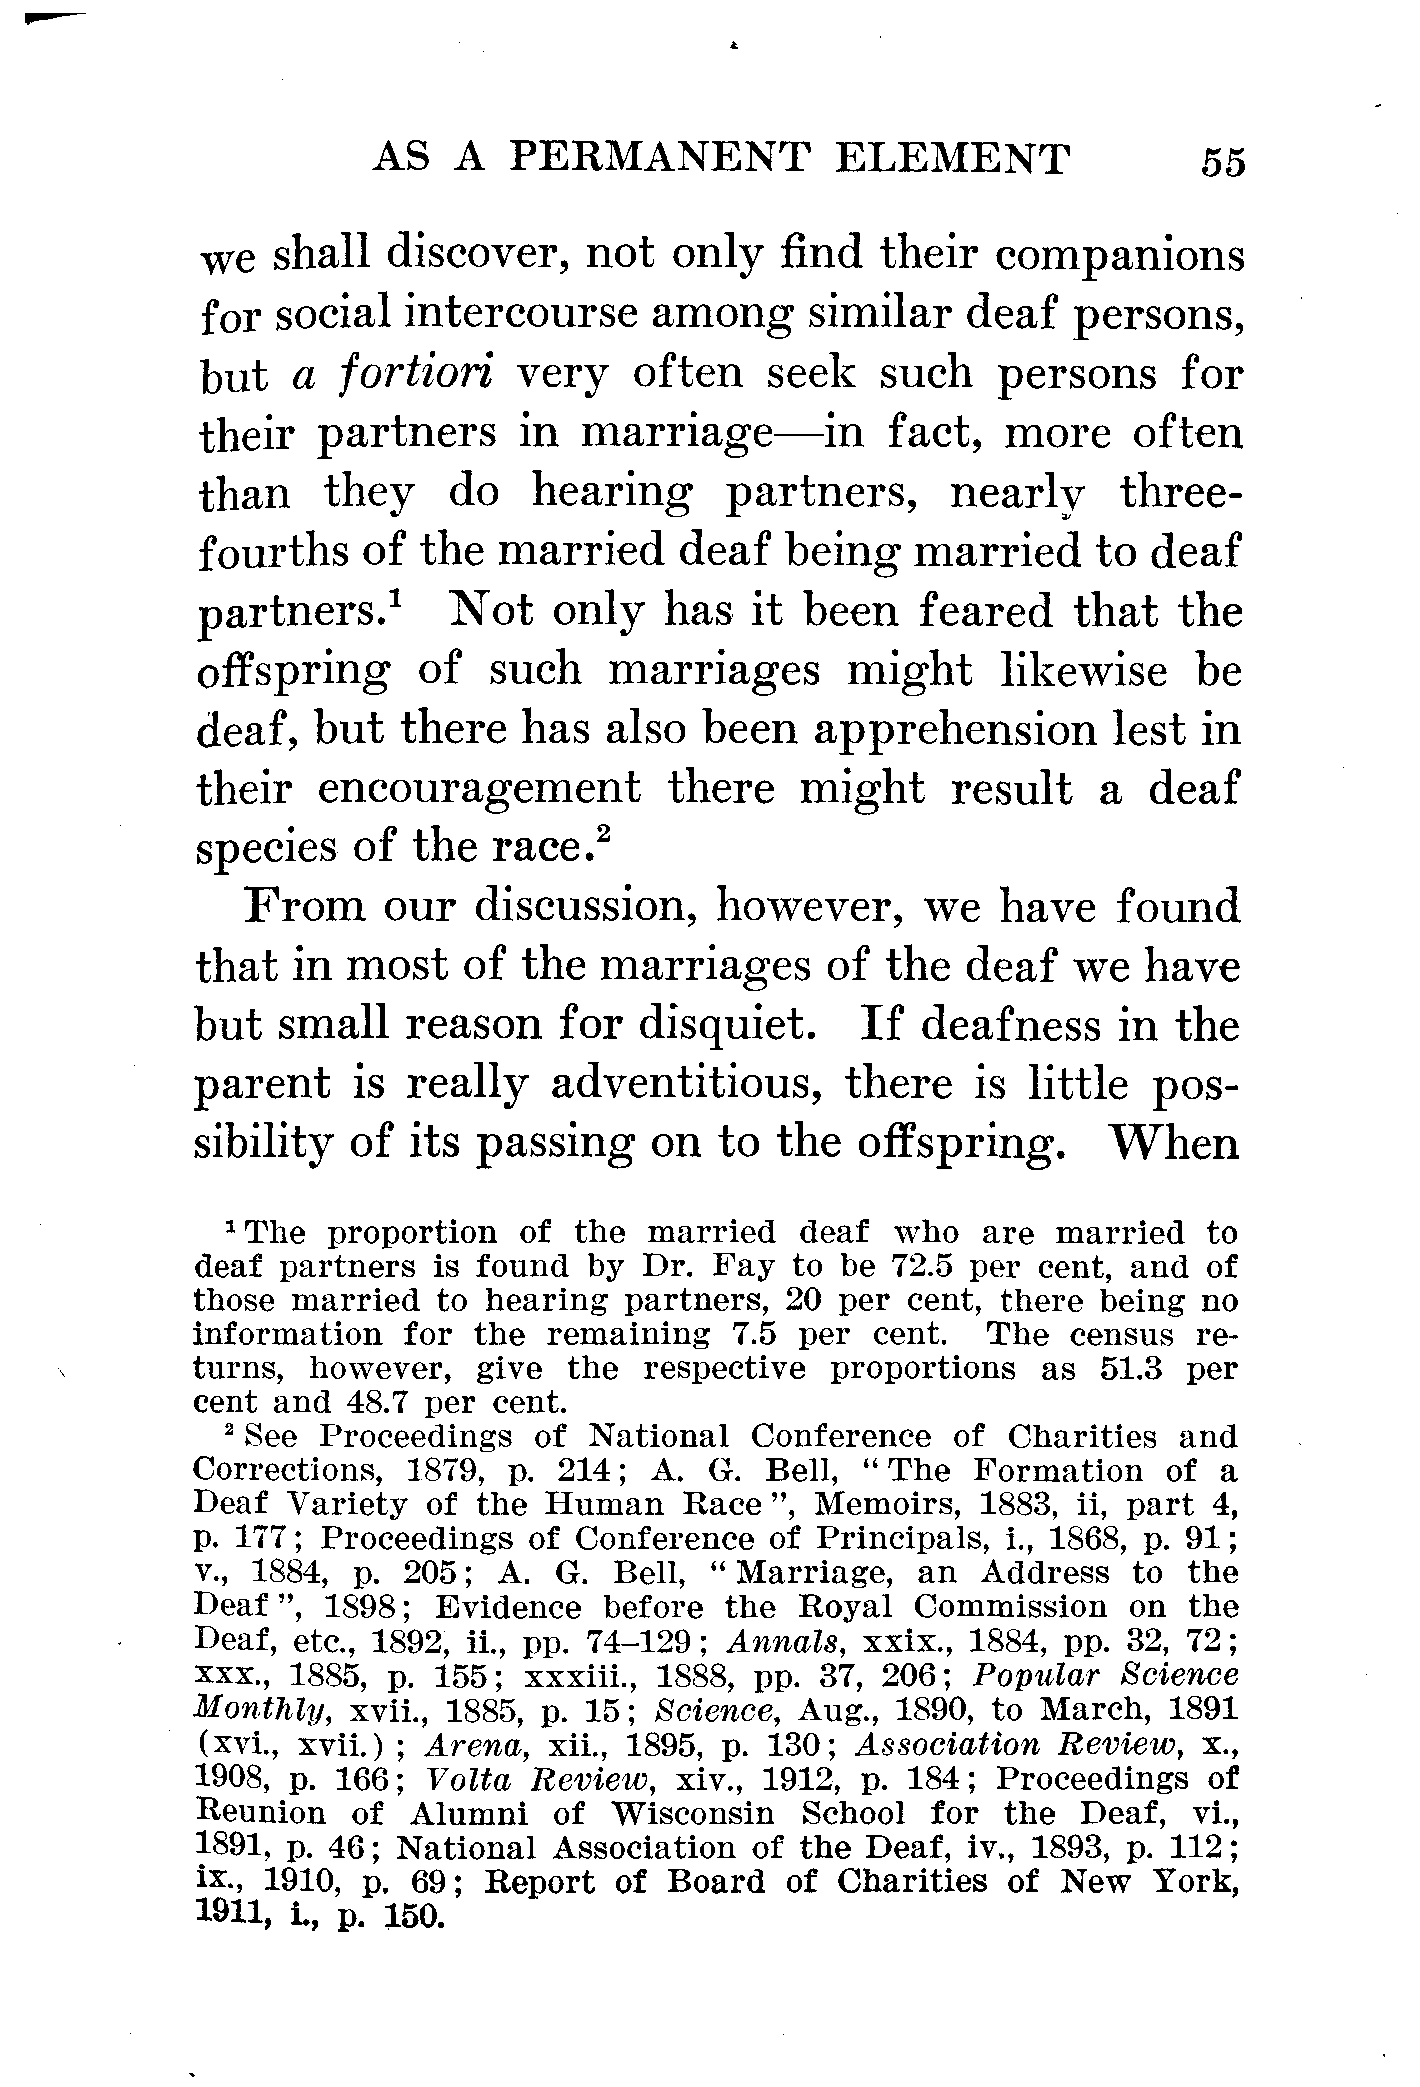 AS A PERMANENT ELEMENT 55
we shall discover, not only find their companions
for social intercourse among similar deaf persons,
but a fortiori very often seek such persons for
their partners in marriage—in fact, more often
than they do hearing partners, nearly three-
fourths of the married deaf being married to deaf
partners.¹ Not only has it been feared that the
offspring of such marriages might likewise be
deaf, but there has also been apprehension lest in
their encouragement there might result a deaf
species of the race.²
From our discussion, however, we have found
that in most of the marriages of the deaf we have
but small reason for disquiet. If deafness in the
parent is really adventitious, there is little pos-
sibility of its passing on to the offspring. When
¹ The proportion of the married deaf who are married to
deaf partners is found by Dr. Fay to be 72.5 per cent, and of
those married to hearing partners, 20 per cent, there being no
information for the remaining 7.5 per cent. The census re-
turns, however, give the respective proportions as 51.3 per
cent and 48.7 per cent.
² See Proceedings of National Conference of Charities and
Corrections, 1879, p. 214; A. G. Bell, "The Formation of a
Deaf Variety of the Human Race", Memoirs, 1883, ii, part 4,
p. 177; Proceedings of Conference of Principals, i., 1868, p. 91;
v., 1884, p. 205; A. G. Bell, "Marriage, an Address to the
Deaf", 1898; Evidence before the Royal Commission on the
Deaf, etc., 1892, ii., pp. 74–129; Annals, xxix., 1884, pp. 32, 72;
xxx., 1885, p. 155; xxxiii., 1888, pp. 37, 206; Popular Science
Monthly, xvii., 1885, p. 15; Science, Aug., 1890, to March, 1891
(xvi., xvii.); Arena, xii., 1895, p. 130; Association Review, x.,
1908, p. 166; Volta Review, xiv., 1912, p. 184; Proceedings of
Reunion of Alumni of Wisconsin School for the Deaf, vi.,
1891, p. 46; National Association of the Deaf, iv., 1893, p. 112;
ix., 1910, p. 69; Report of Board of Charities of New York,
1911, i., p. 150.